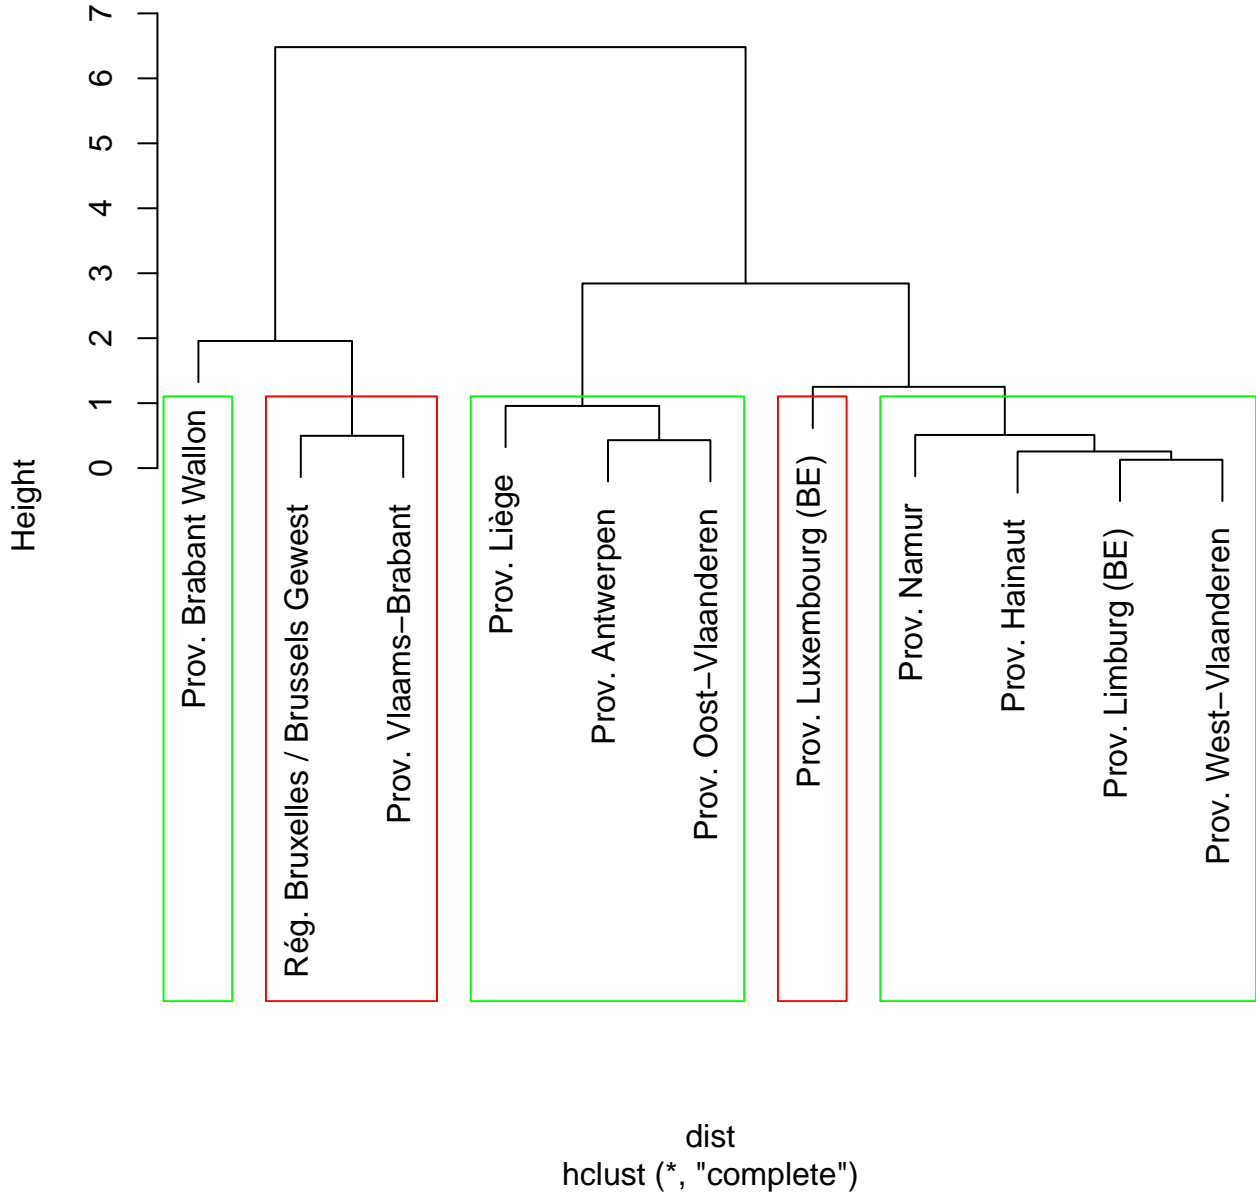 7
6
5
4
3
2
1
0
Height
Prov. Brabant Wallon
Rég. Bruxelles / Brussels Gewest
Prov. Vlaams−Brabant
Prov. Liège
Prov. Antwerpen
Prov. Oost−Vlaanderen
Prov. Luxembourg (BE)
Prov. Namur
Prov. Hainaut
Prov. Limburg (BE)
Prov. West−Vlaanderen
dist
hclust (*, "complete")